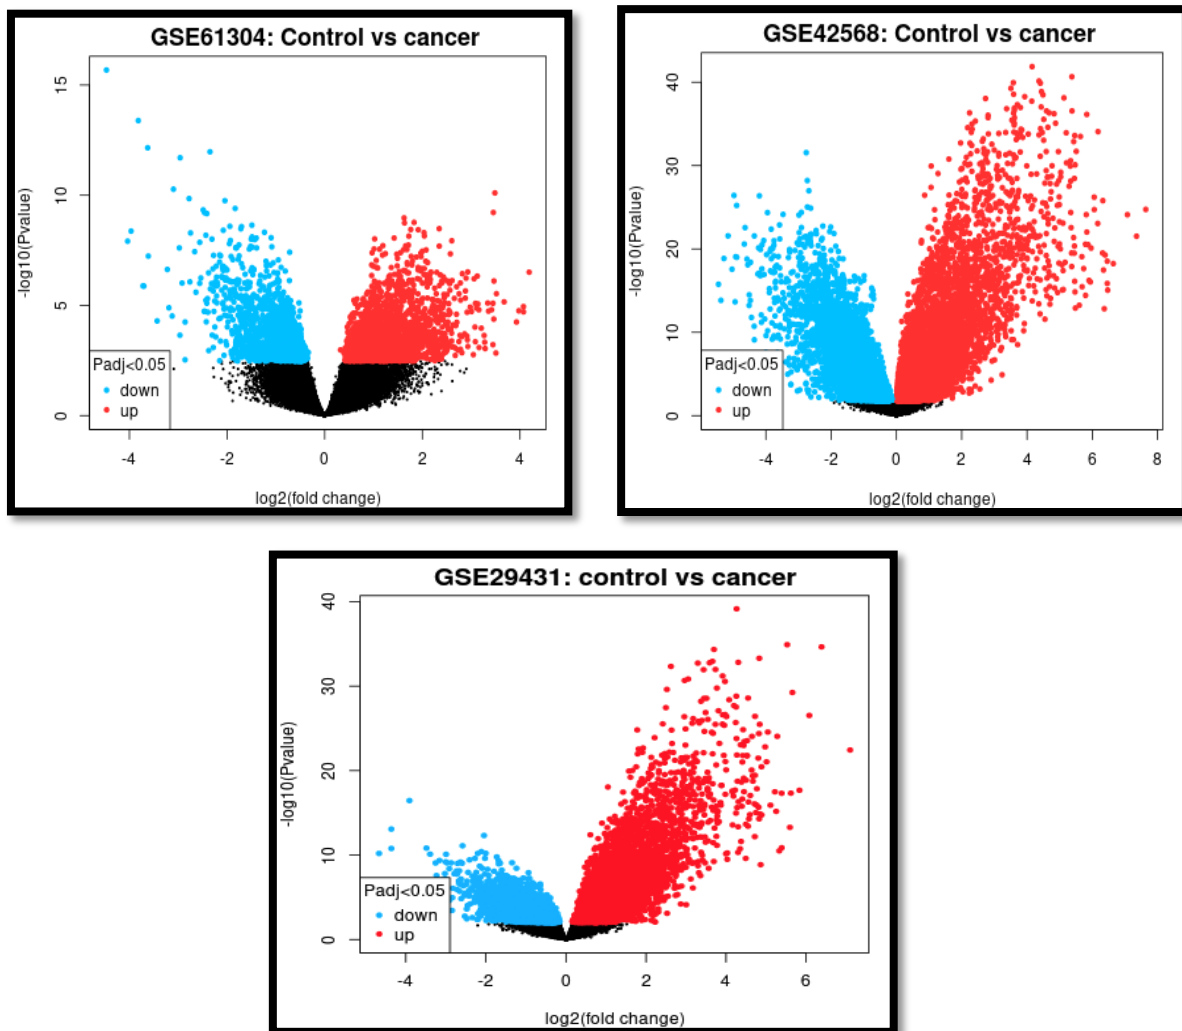 GSE61304: Control vs cancer
15
10
5
0
-log10(Pvalue)
Padj<0.05
down
up
-4 -2 0 2 4
log2(fold change)
GSE42568: Control vs cancer
40
30
20
10
0
-log10(Pvalue)
Padj<0.05
down
up
-4 -2 0 2 4 6 8
log2(fold change)
GSE29431: control vs cancer
40
30
20
10
0
-log10(Pvalue)
Padj<0.05
down
up
-4 -2 0 2 4 6
log2(fold change)